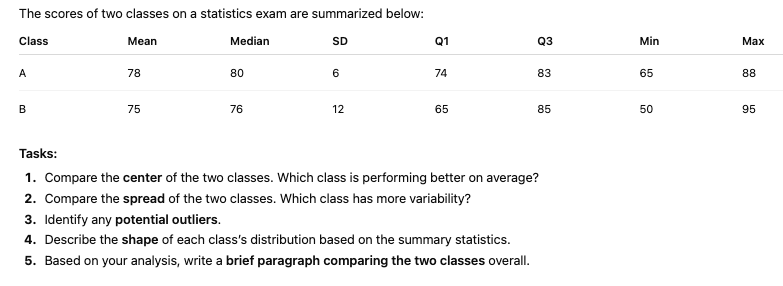 The scores of two classes on a statistics exam are summarized below:
Class Mean Median SD Q1 Q3 Min Max
A 78 80 6 74 83 65 88
B 75 76 12 65 85 50 95
Tasks:
1. Compare the center of the two classes. Which class is performing better on average?
2. Compare the spread of the two classes. Which class has more variability?
3. Identify any potential outliers.
4. Describe the shape of each class's distribution based on the summary statistics.
5. Based on your analysis, write a brief paragraph comparing the two classes overall.